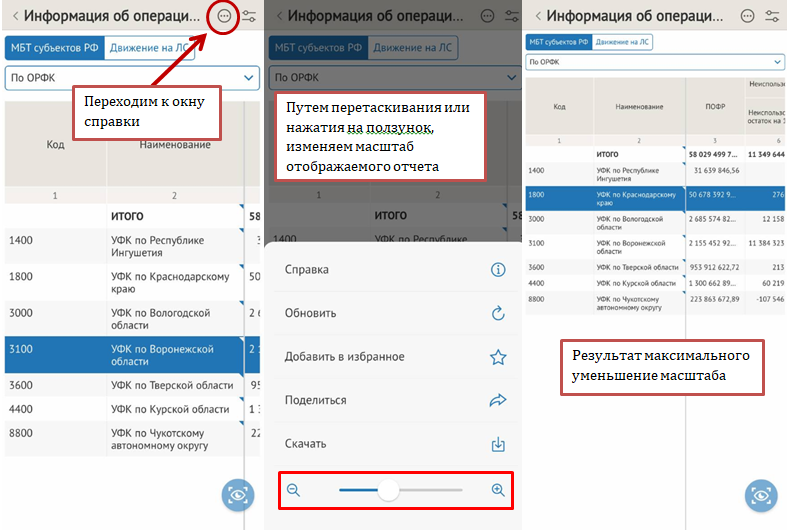 Информация об операци...
МБТ субъектов РФ
Движение на ЛС
По ОРФК
Переходим к окну
справки
Код
Наименование
1
2
ИТОГО
58
1400
УФК по Республике
Ингушетия
1800
УФК по Краснодарскому
краю
50
3000
УФК по Вологодской
области
2 6
3100
УФК по Воронежской
области
3600
УФК по Тверской области
95
4400
УФК по Курской области
8800
УФК по Чукотскому
автономному округу
22
Информация об операци...
МБТ субъектов РФ
Движение на ЛС
По ОРФК
Путем перетаскивания или
нажатия на ползунок,
изменяем масштаб
отображаемого отчета
1
2
ИТОГО
58
1400
УФК по Республике
Справка
Обновить
Добавить в избранное
Поделиться
Скачать
Информация об операци...
МБТ субъектов РФ
Движение на ЛС
По ОРФК
Код
Наименование
ПОФР
Неиспольз
Неиспользс
остаток на 1
1
2
3
6
ИТОГО
58 029 499 7...
11 349 644
1400
УФК по Республике
Ингушетия
31 639 846,56
1800
УФК по Краснодарскому
краю
50 678 392 9...
276
3000
УФК по Вологодской
области
2 685 574 82...
12 158
3100
УФК по Воронежской
области
2 155 452 92...
11 384 323
3600
УФК по Тверской области
953 912 622,72
213
4400
УФК по Курской области
1 300 662 89...
60 219
8800
УФК по Чукотскому
автономному округу
223 863 672,89
-107 546
Результат максимального
уменьшение масштаба